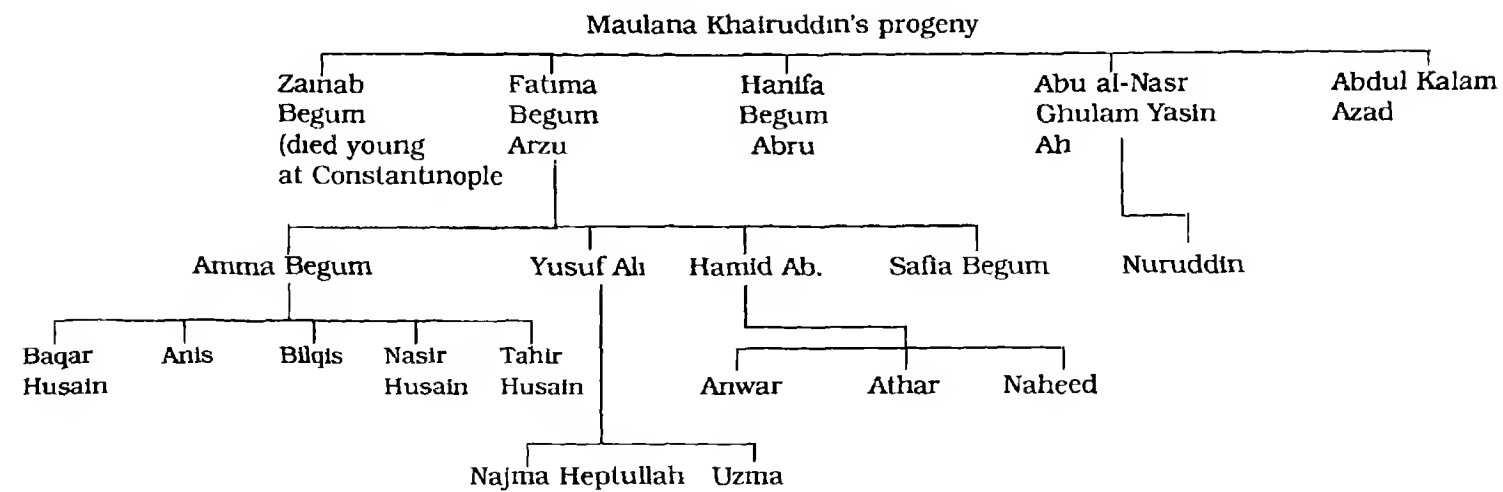 Maulana Khairuddin's progeny
Zainab
Begum
(died young
at Constantinople
Fatima
Begum
Arzu
Hanifa
Begum
Abru
Abu al-Nasr
Ghulam Yasin
Ah
Abdul Kalam
Azad
Amma Begum
Yusuf Ali
Hamid Ab.
Safia Begum
Nuruddin
Baqar
Husain
Anis
Bilqis
Nasir
Husain
Tahir
Husain
Anwar
Athar
Naheed
Najma Heptullah
Uzma